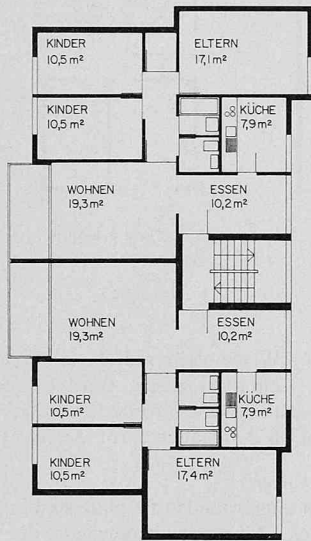 KINDER
10,5 m²
ELTERN
17,1 m²
KINDER
10,5 m²
KÜCHE
7,9 m²
WOHNEN
19,3 m²
ESSEN
10,2 m²
WOHNEN
19,3 m²
ESSEN
10,2 m²
KINDER
10,5 m²
KÜCHE
7,9 m²
KINDER
10,5 m²
ELTERN
17,4 m²